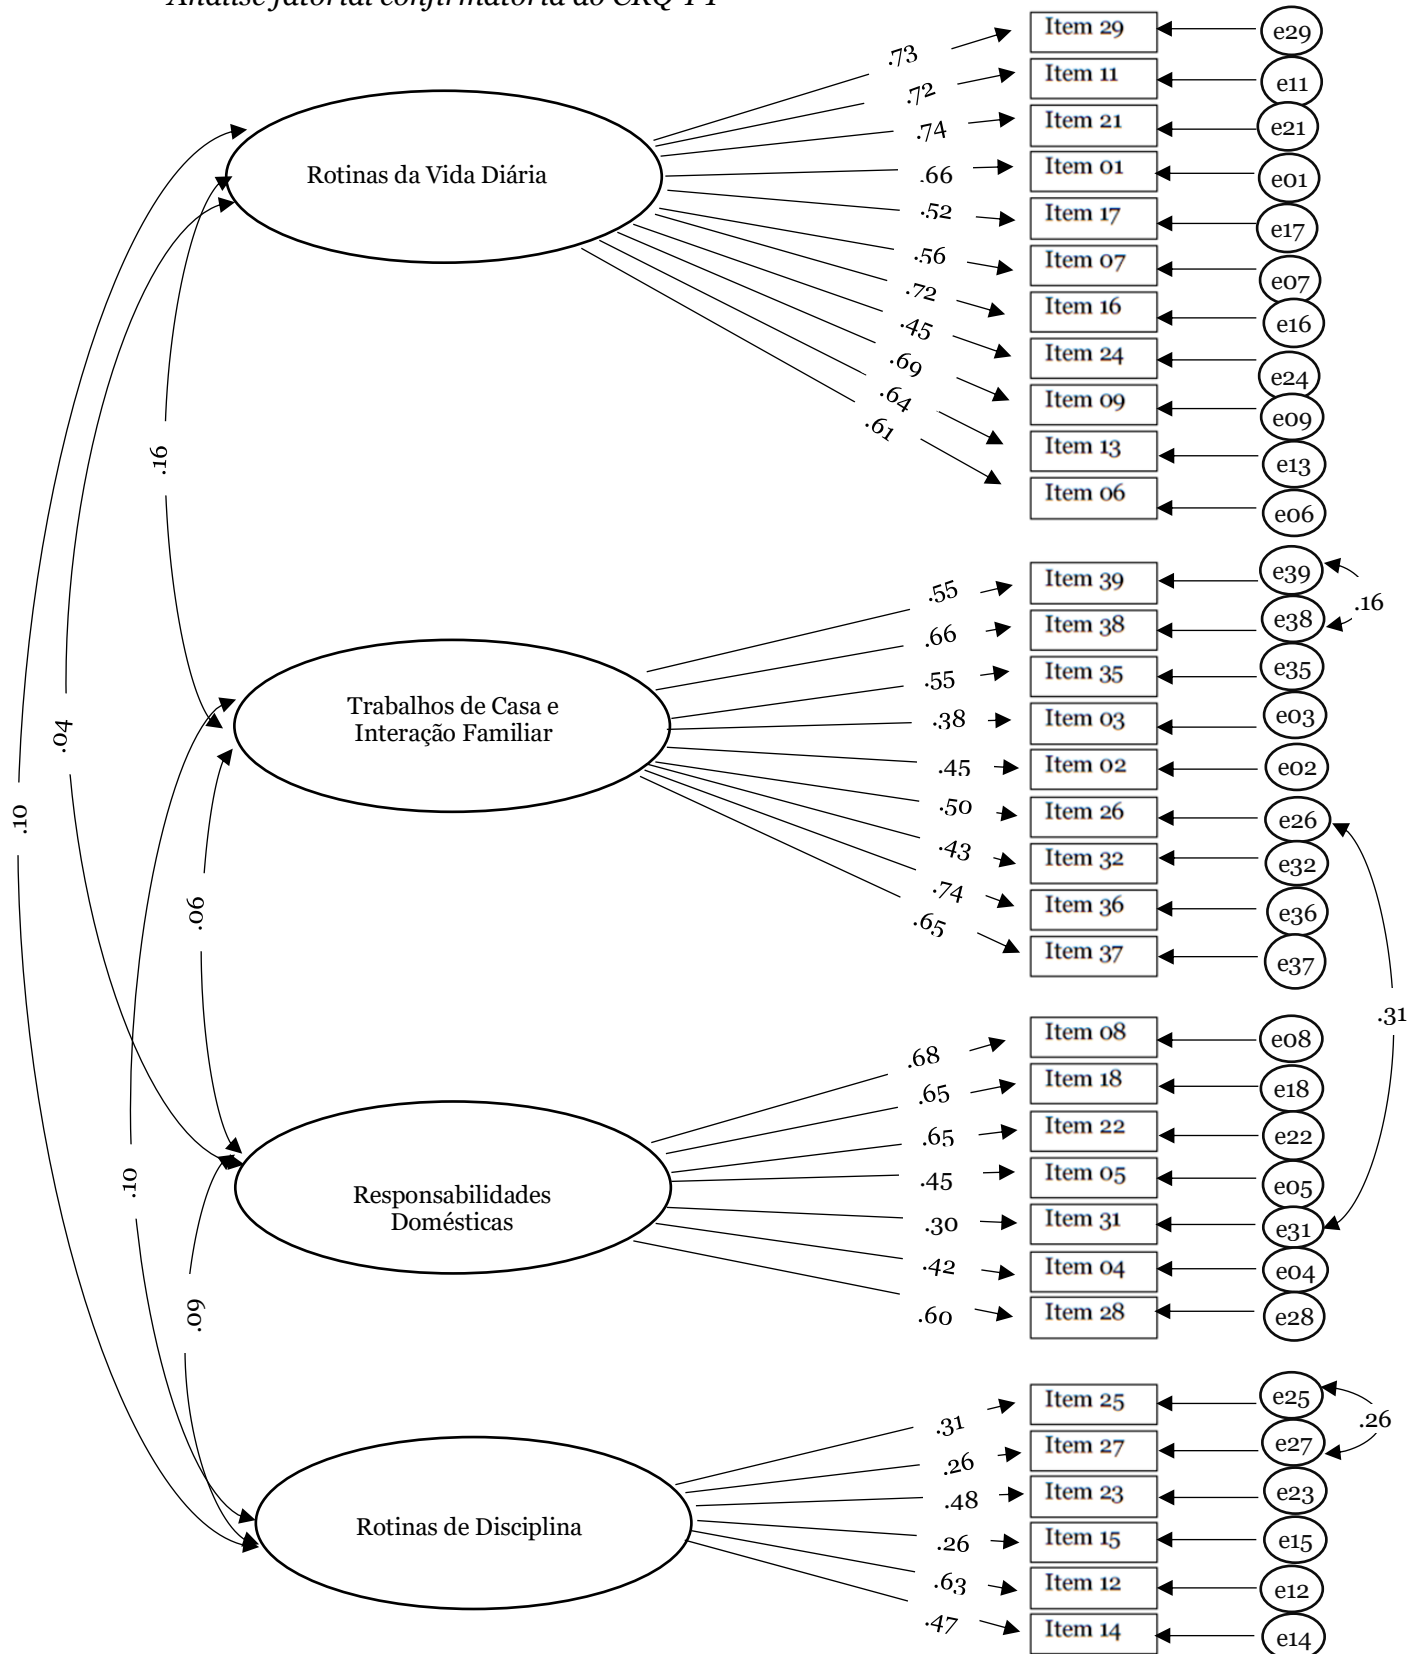 Análise fatorial confirmatória do CRQ-PT
Item 29
e29
.73
Item 11
e11
.72
Item 21
e21
.74
Rotinas da Vida Diária
Item 01
e01
.66
Item 17
e17
.52
Item 07
e07
.56
Item 16
e16
.72
Item 24
e24
.45
Item 09
e09
.69
Item 13
e13
.64
Item 06
e06
.61
.16
Item 39
e39
.55
.16
Item 38
e38
.66
Item 35
e35
.55
Trabalhos de Casa e
Interação Familiar
Item 03
e03
.38
Item 02
e02
.45
Item 26
e26
.50
Item 32
e32
.43
Item 36
e36
.74
Item 37
e37
.65
.04
.10
.06
.31
Item 08
e08
.68
Item 18
e18
.65
Item 22
e22
.65
Item 05
e05
.45
Responsabilidades
Domésticas
Item 31
e31
.30
Item 04
e04
.42
Item 28
e28
.60
.10
.09
Item 25
e25
.31
.26
Item 27
e27
.26
Item 23
e23
.48
Rotinas de Disciplina
Item 15
e15
.26
Item 12
e12
.63
Item 14
e14
.47